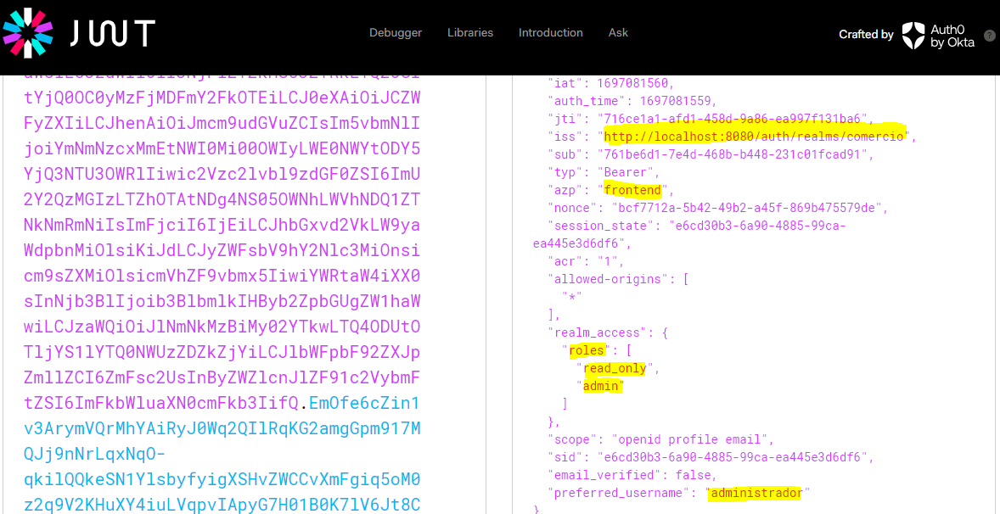 JWT
Debugger Libraries Introduction Ask
Crafted by
Auth0
by Okta
?
tYjQ0OC0yMzFjMDFmY2FkOTEiLCJ0eXAiOiJCZW
FyZXIiLCJhenAiOiJmcm9udGVuZCIsIm5vbmNlI
joiYmNmNzcxMmEtNWI0Mi00OWIyLWE0NWYtODY5
YjQ3NTU3OWRlIiwic2Vzc2lvbl9zdGF0ZSI6ImU
2Y2QzMGIzLTZhOTAtNDg4NS05OWNhLWVhNDQ1ZT
NkNmRmNiIsImFjciI6IjEiLCJhbGxvd2VkLW9ya
WdpbnMiOlsiKiJdLCJyZWFsbV9hY2Nlc3MiOnsi
cm9sZXMiOlsicmVhZF9vbmx5IiwiYWRtaW4iXX0
sInNjb3BlIjoib3BlbmlkIHByb2ZpbGUgZW1haW
wiLCJzaWQiOiJlNmNkMzBiMy02YTkwLTQ4ODUtO
TljYS1lYTQ0NWUzZDZkZjYiLCJlbWFpbF92ZXJp
ZmllZCI6ZmFsc2UsInByZWZlcnJlZF91c2VybmF
tZSI6ImFkbWluaXN0cmFkb3IifQ.EmOfe6cZin1
v3ArymVQrMhYAiRyJ0Wq2QIlRqKG2amgGpm917M
QJj9nNrLqxNqO-
qkilQQkeSN1YlsbyfyigXSHvZWCCvXmFgiq5oM0
z2q9V2KHuXY4iuLVqpvIApyG7H01B0K7lV6Jt8C
"iat": 1697081560,
"auth_time": 1697081559,
"jti": "716ce1a1-afd1-458d-9a86-ea997f131ba6",
"iss": "http://localhost:8080/auth/realms/comercio",
"sub": "761be6d1-7e4d-468b-b448-231c01fcad91",
"typ": "Bearer",
"azp": "frontend",
"nonce": "bcf7712a-5b42-49b2-a45f-869b475579de",
"session_state": "e6cd30b3-6a90-4885-99ca-
ea445e3d6df6",
"acr": "1",
"allowed-origins": [
"*"
],
"realm_access": {
"roles": [
"read_only",
"admin"
]
},
"scope": "openid profile email",
"sid": "e6cd30b3-6a90-4885-99ca-ea445e3d6df6",
"email_verified": false,
"preferred_username": "administrador"
}